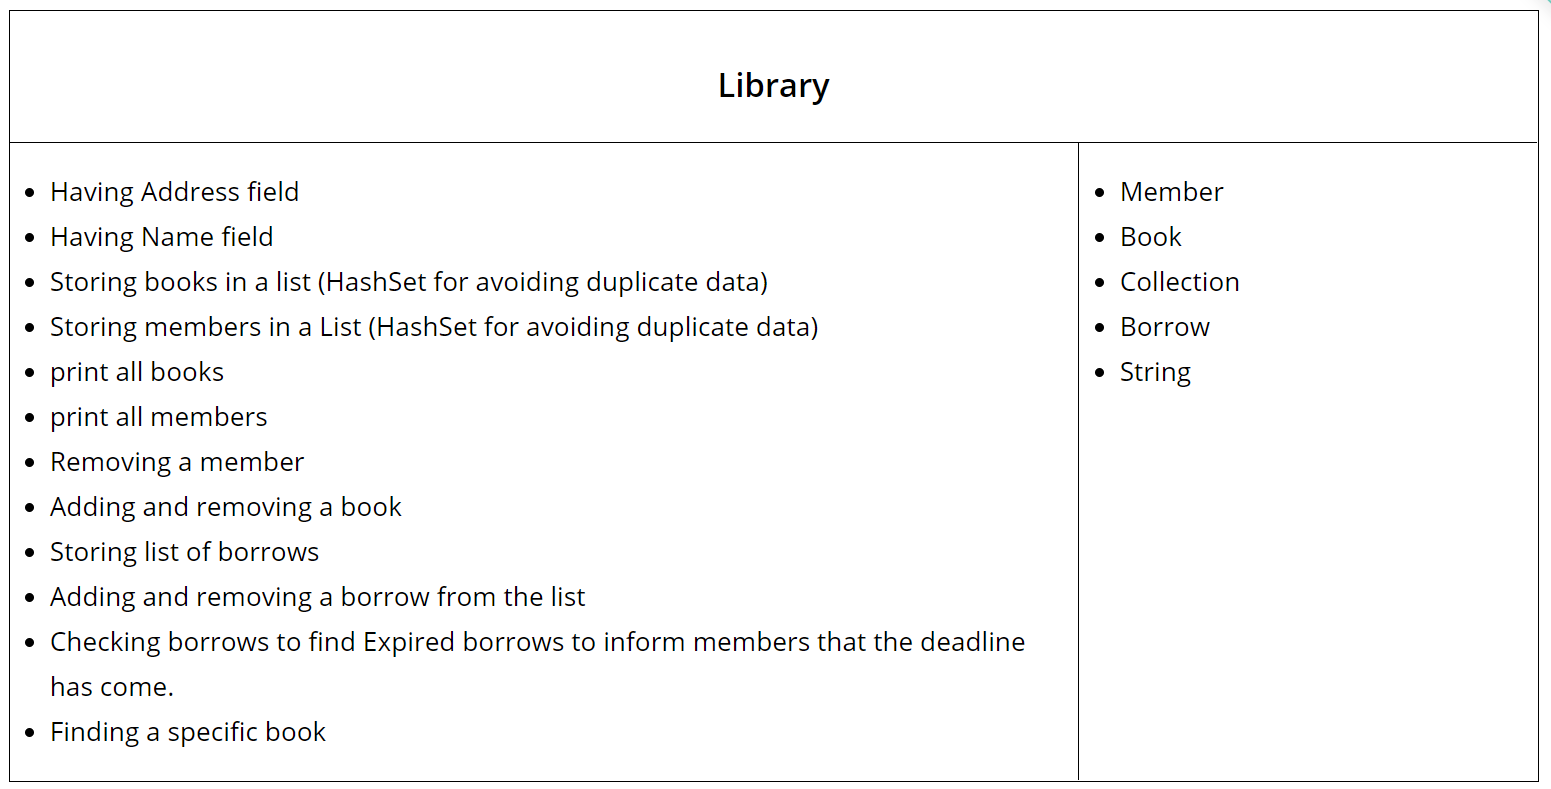 Library
• Having Address field
• Having Name field
• Storing books in a list (HashSet for avoiding duplicate data)
• Storing members in a List (HashSet for avoiding duplicate data)
• print all books
• print all members
• Removing a member
• Adding and removing a book
• Storing list of borrows
• Adding and removing a borrow from the list
• Checking borrows to find Expired borrows to inform members that the deadline
has come.
• Finding a specific book
• Member
• Book
• Collection
• Borrow
• String